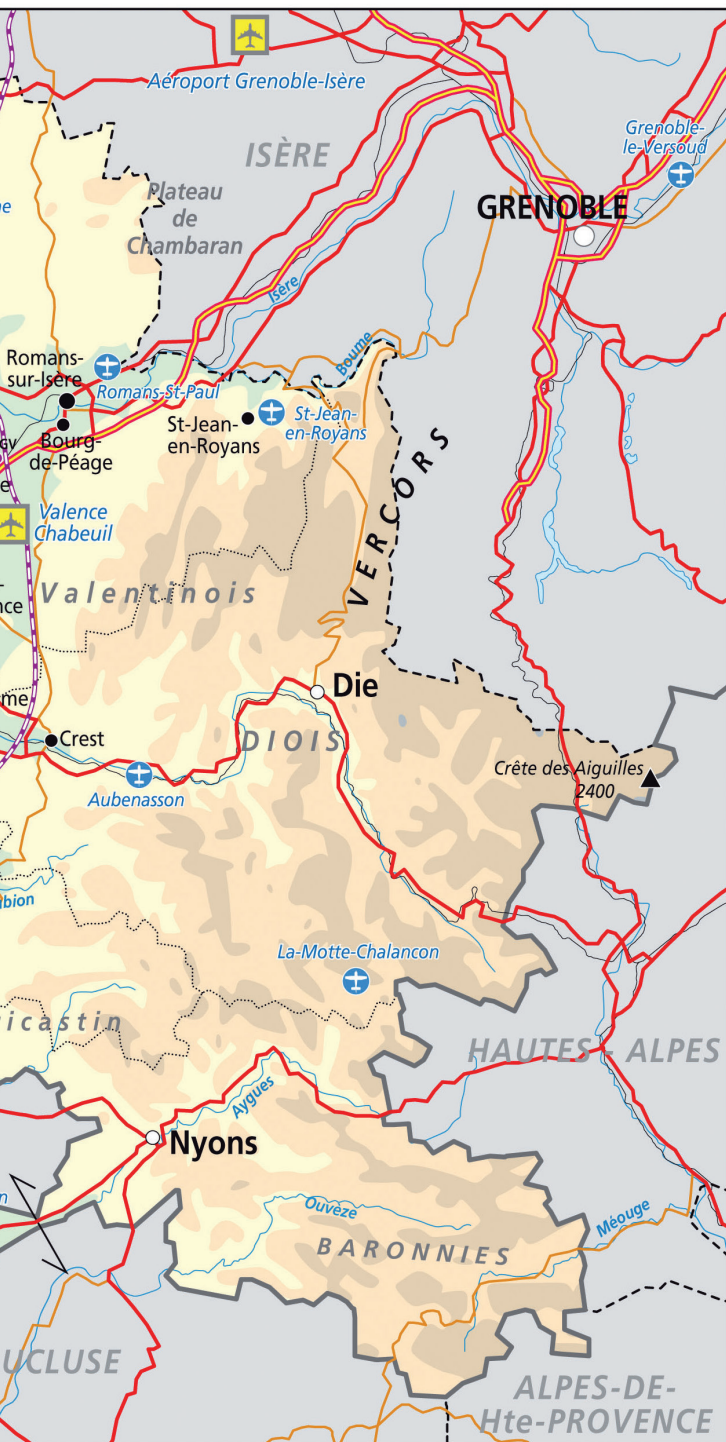 Aéroport Grenoble-Isère
ISÈRE
Grenoble-
le-Versoud
Plateau
de
Chambaran
GRENOBLE
Isère
Bourne
Romans-
sur-Isère
Romans-St-Paul
St-Jean-
en-Royans
St-Jean-
en-Royans
Bourg-
de-Péage
VERCORS
Valence
Chabeuil
Valentinois
Die
DIOIS
Crest
Crête des Aiguilles
2400
Aubenasson
La-Motte-Chalancon
HAUTES - ALPES
Aygues
Nyons
Ouvèze
Méouge
BARONNIES
UCLUSE
ALPES-DE-
Hte-PROVENCE